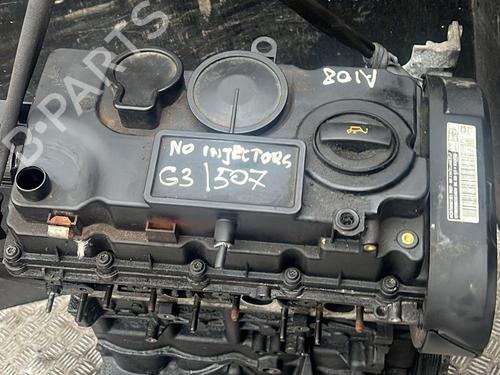 A108
NO INJECTORS
G3/507
B-PARTS